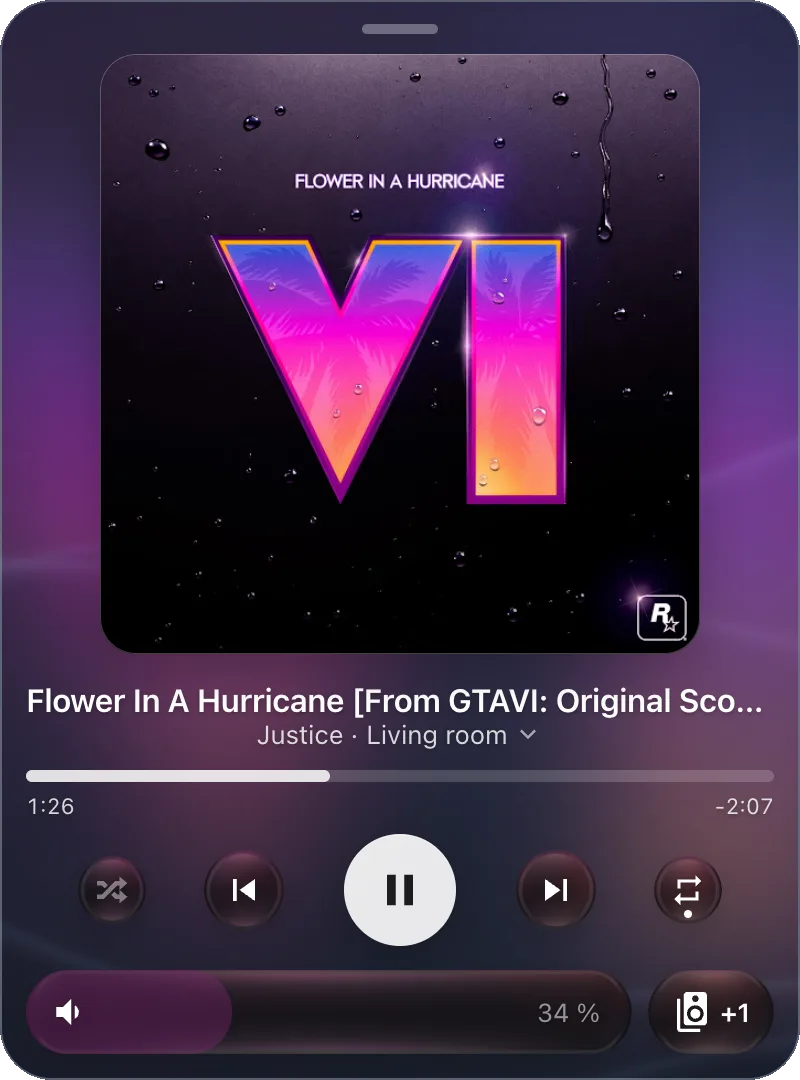 FLOWER IN A HURRICANE
VI
R
Flower In A Hurricane [From GTAVI: Original Sco...
Justice · Living room
1:26
-2:07
34 %
+1